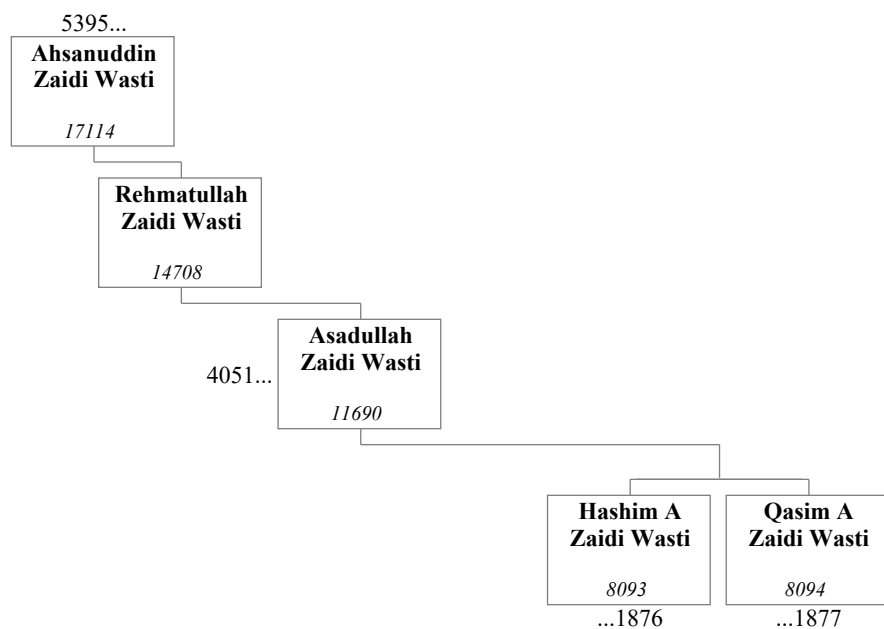 5395...
Ahsanuddin
Zaidi Wasti
17114
Rehmatullah
Zaidi Wasti
14708
Asadullah
Zaidi Wasti
4051...
11690
Hashim A
Zaidi Wasti
8093
...1876
Qasim A
Zaidi Wasti
8094
...1877